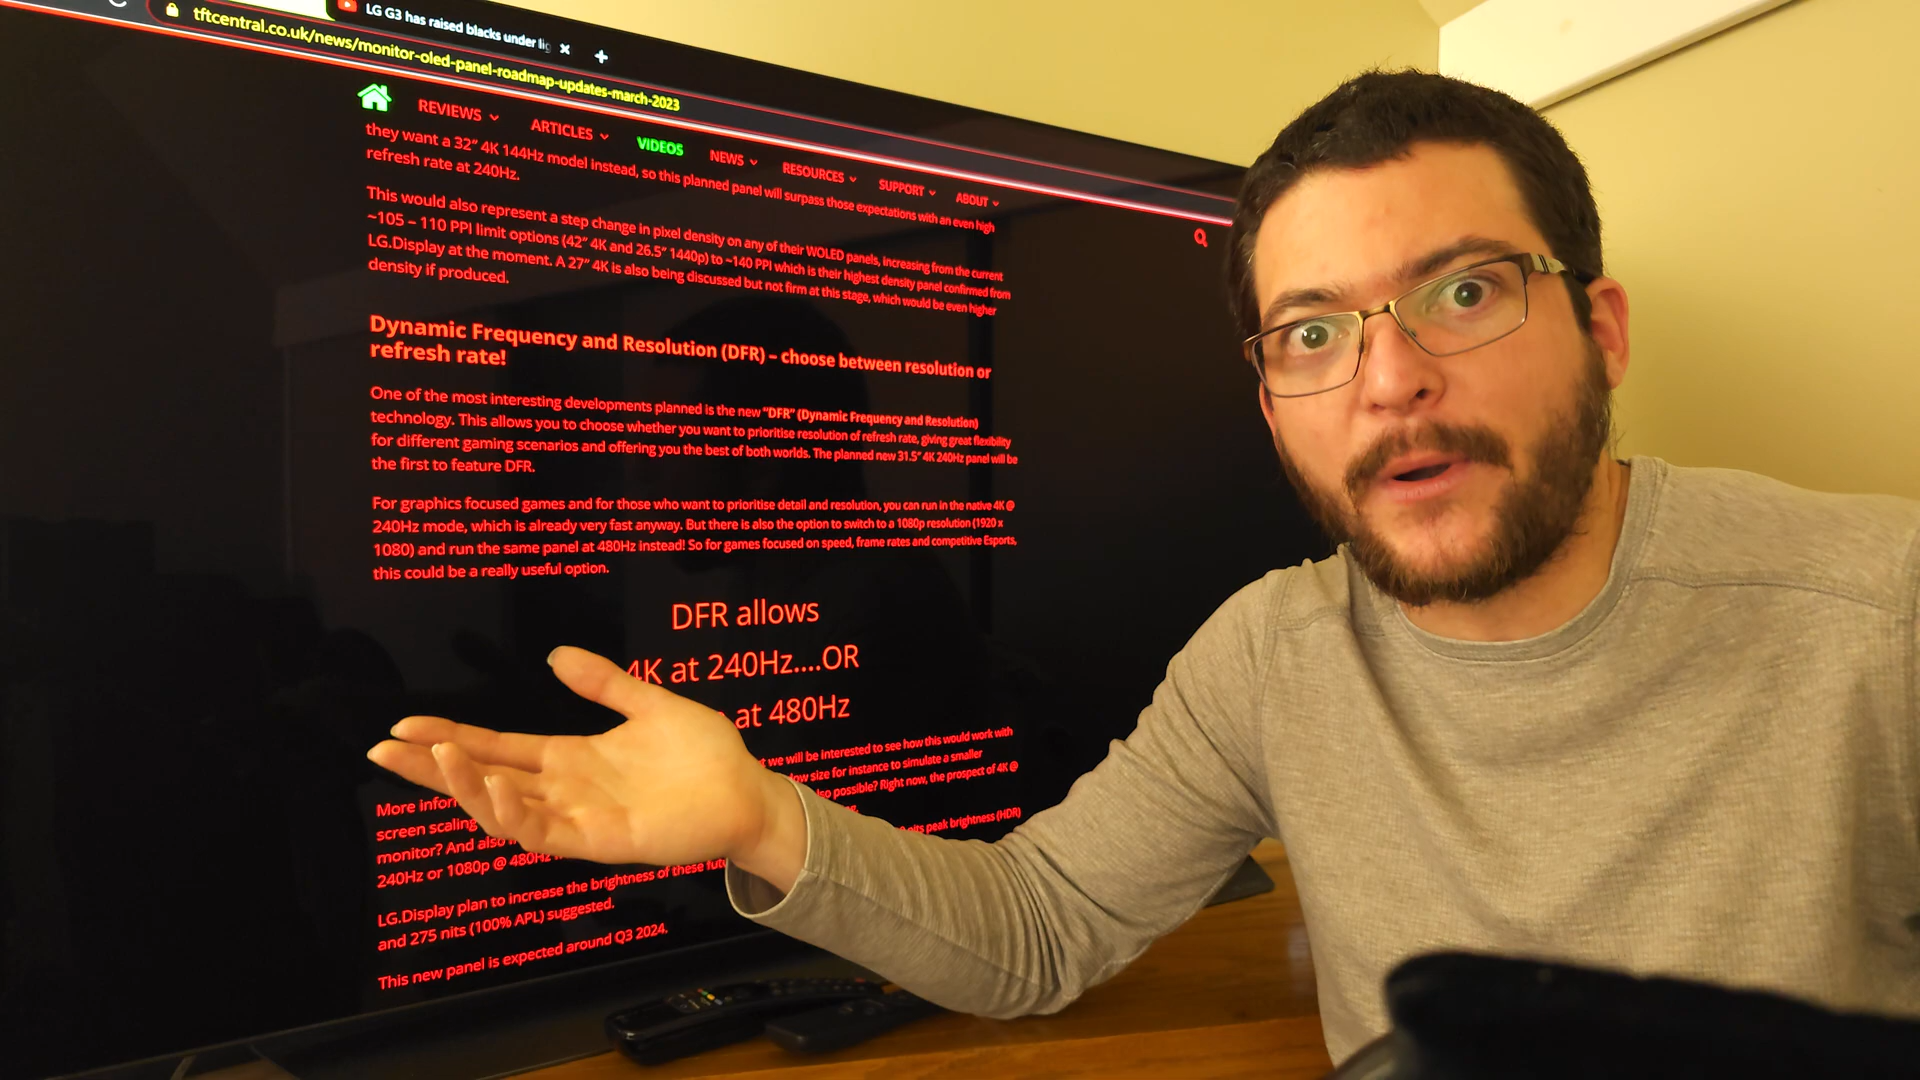 LG G3 has raised blacks under lig
tftcentral.co.uk/news/monitor-oled-panel-roadmap-updates-march-2023
REVIEWS
ARTICLES
VIDEOS
NEWS
RESOURCES
SUPPORT
ABOUT
they want a 32" 4K 144Hz model instead, so this planned panel will surpass those expectations with an even high
refresh rate at 240Hz.
This would also represent a step change in pixel density on any of their WOLED panels, increasing from the current
~105 – 110 PPI limit options (42" 4K and 26.5" 1440p) to ~140 PPI which is their highest density panel confirmed from
LG.Display at the moment. A 27" 4K is also being discussed but not firm at this stage, which would be even higher
density if produced.
Dynamic Frequency and Resolution (DFR) – choose between resolution or
refresh rate!
One of the most interesting developments planned is the new "DFR" (Dynamic Frequency and Resolution)
technology. This allows you to choose whether you want to prioritise resolution of refresh rate, giving great flexibility
for different gaming scenarios and offering you the best of both worlds. The planned new 31.5" 4K 240Hz panel will be
the first to feature DFR.
For graphics focused games and for those who want to prioritise detail and resolution, you can run in the native 4K @
240Hz mode, which is already very fast anyway. But there is also the option to switch to a 1080p resolution (1920 x
1080) and run the same panel at 480Hz instead! So for games focused on speed, frame rates and competitive Esports,
this could be a really useful option.
DFR allows
4K at 240Hz....OR
at 480Hz
More we will be interested to see how this would work with
screen scaling size for instance to simulate a smaller
monitor? And also possible? Right now, the prospect of 4K @
240Hz or 1080p @ 480Hz
LG.Display plan to increase the brightness of these peak brightness (HDR)
and 275 nits (100% APL) suggested.
This new panel is expected around Q3 2024.